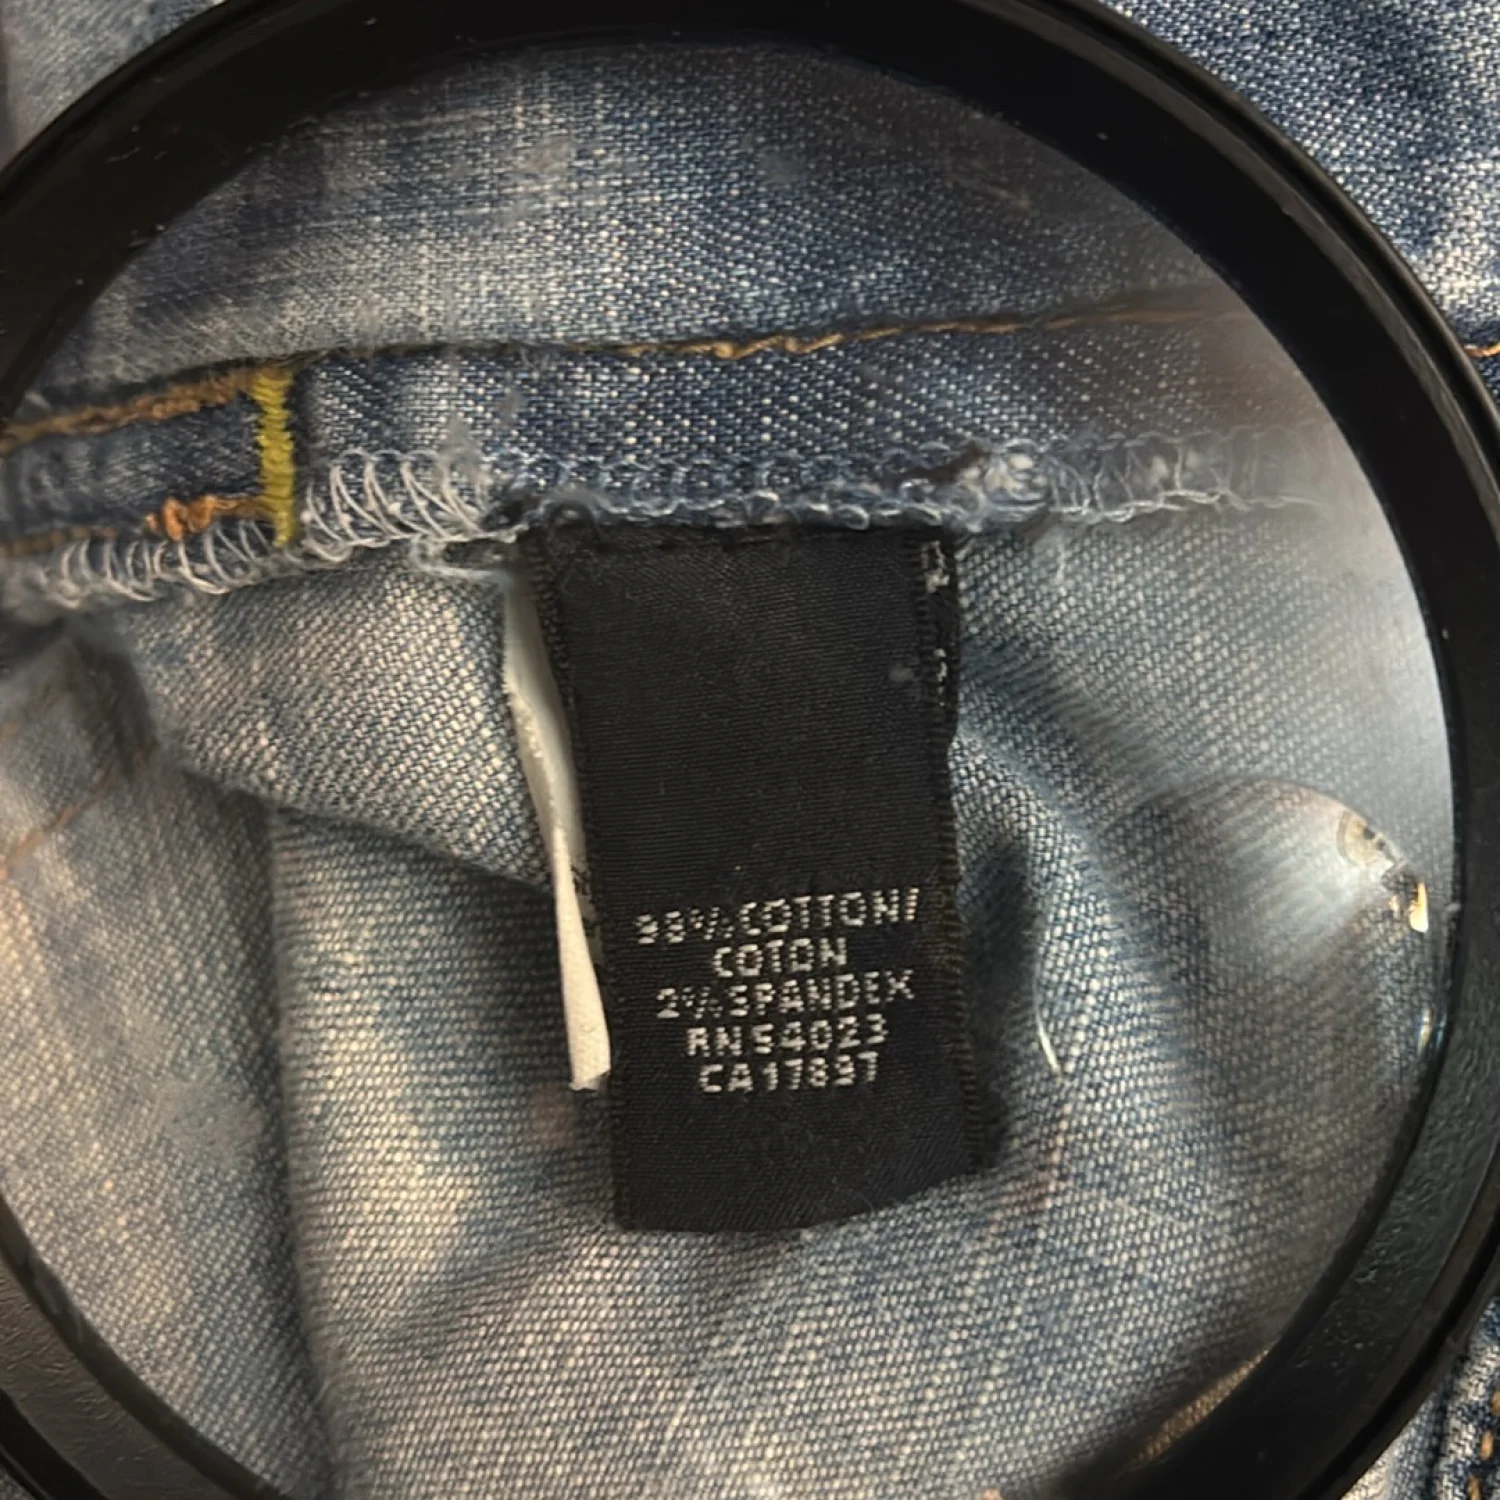 98% COTTON/
COTON
2% SPANDEX
RN 54023
CA 17897